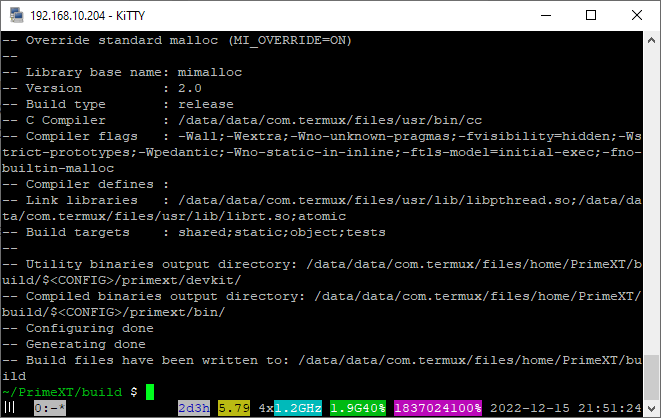 192.168.10.204 - KiTTY
-- Override standard malloc (MI_OVERRIDE=ON)
--
-- Library base name: mimalloc
-- Version          : 2.0
-- Build type       : release
-- C Compiler       : /data/data/com.termux/files/usr/bin/cc
-- Compiler flags   : -Wall;-Wextra;-Wno-unknown-pragmas;-fvisibility=hidden;-Ws
trict-prototypes;-Wpedantic;-Wno-static-in-inline;-ftls-model=initial-exec;-fno-
builtin-malloc
-- Compiler defines :
-- Link libraries   : /data/data/com.termux/files/usr/lib/libpthread.so;/data/da
ta/com.termux/files/usr/lib/librt.so;atomic
-- Build targets    : shared;static;object;tests
--
-- Utility binaries output directory: /data/data/com.termux/files/home/PrimeXT/b
uild/$<CONFIG>/primext/devkit/
-- Compiled binaries output directory: /data/data/com.termux/files/home/PrimeXT/
build/$<CONFIG>/primext/bin/
-- Configuring done
-- Generating done
-- Build files have been written to: /data/data/com.termux/files/home/PrimeXT/bu
ild
~/PrimeXT/build $
0:-* 2d3h 5.79 4x1.2GHz 1.9G40% 1837024100% 2022-12-15 21:51:24